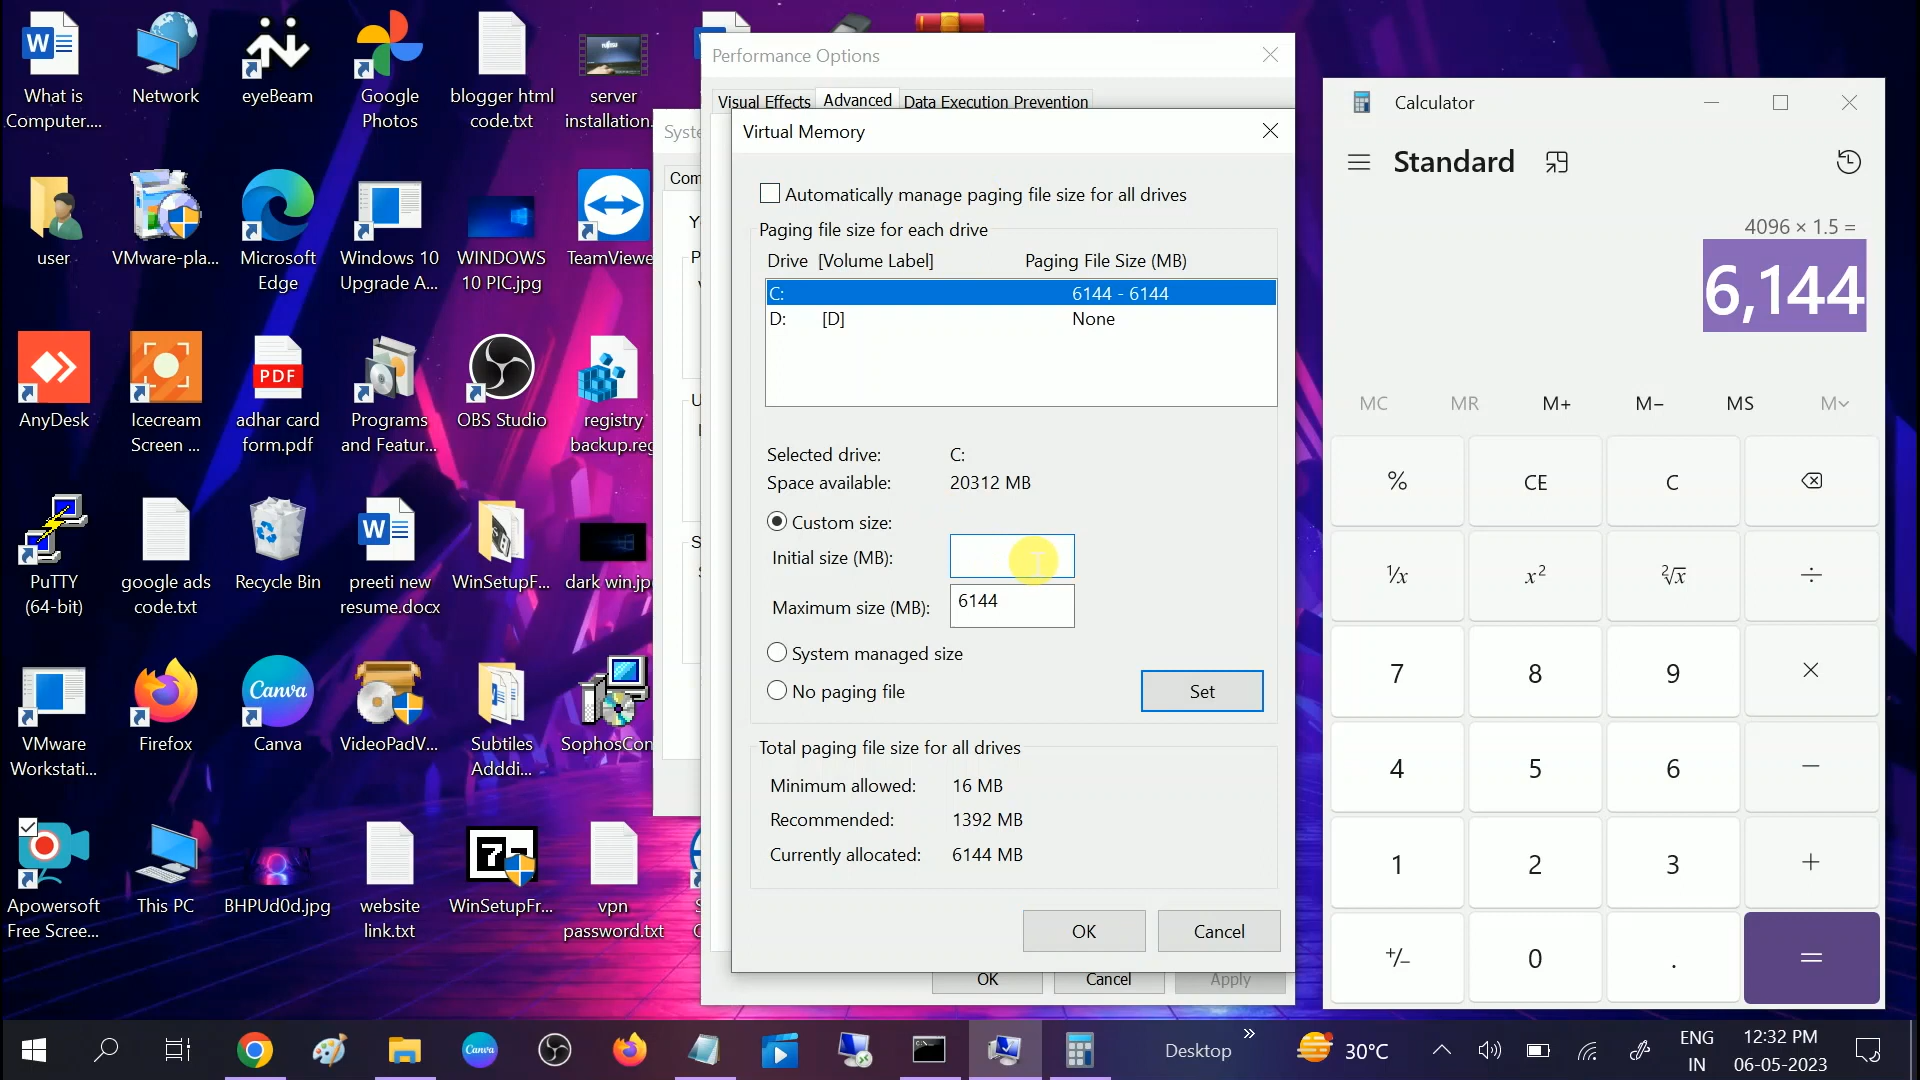 What is
Computer....
Network
eyeBeam
Google
Photos
blogger html
code.txt
server
installation.
user
VMware-pla...
Microsoft
Edge
Windows 10
Upgrade A...
WINDOWS
10 PIC.jpg
TeamViewe
AnyDesk
Icecream
Screen ...
PDF
adhar card
form.pdf
Programs
and Featur...
OBS Studio
registry
backup.reg
PuTTY
(64-bit)
google ads
code.txt
Recycle Bin
preeti new
resume.docx
WinSetupF...
dark win.jp
VMware
Workstati...
Firefox
Canva
Canva
VideoPadV...
Subtiles
Adddi...
SophosCon
Apowersoft
Free Scree...
This PC
BHPUd0d.jpg
website
link.txt
WinSetupFr...
vpn
password.txt
Syste
Com
Performance Options
Visual Effects
Advanced
Data Execution Prevention
Virtual Memory
Automatically manage paging file size for all drives
Paging file size for each drive
Drive [Volume Label] Paging File Size (MB)
C: 6144 - 6144
D: [D] None
Selected drive: C:
Space available: 20312 MB
Custom size:
Initial size (MB):
Maximum size (MB): 6144
System managed size
No paging file
Set
Total paging file size for all drives
Minimum allowed: 16 MB
Recommended: 1392 MB
Currently allocated: 6144 MB
OK Cancel
OK Cancel Apply
Calculator
Standard
4096 × 1.5 =
6,144
MC MR M+ M− MS M
% CE C
¹/x x² ²√x ÷
7 8 9 ×
4 5 6 −
1 2 3 +
+/− 0 . =
Canva
Desktop
30°C
ENG
IN
12:32 PM
06-05-2023